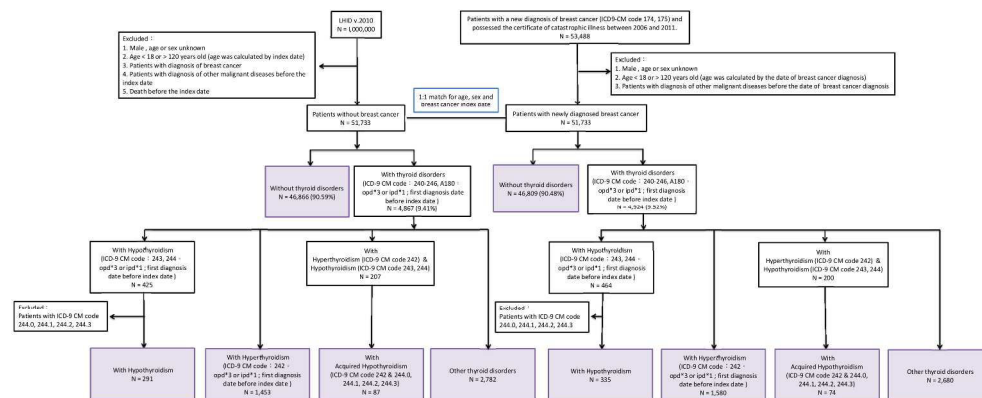 LHID v.2010
N = 1,000,000
Patients with a new diagnosis of breast cancer (ICD9-CM code 174, 175) and
possessed the certificate of catastrophic illness between 2006 and 2011.
N = 53,488
Excluded：
1. Male , age or sex unknown
2. Age < 18 or > 120 years old (age was calculated by index date)
3. Patients with diagnosis of breast cancer
4. Patients with diagnosis of other malignant diseases before the
index date
5. Death before the index date
Excluded：
1. Male , age or sex unknown
2. Age < 18 or > 120 years old (age was calculated by the date of breast cancer diagnosis)
3. Patients with diagnosis of other malignant diseases before the date of breast cancer diagnosis
1:1 match for age, sex and
breast cancer index date
Patients without breast cancer
N = 51,733
Patients with newly diagnosed breast cancer
N = 51,733
Without thyroid disorders
N = 46,866 (90.59%)
With thyroid disorders
(ICD-9 CM code：240-246, A180，
opd*3 or ipd*1 ; first diagnosis date
before index date )
N = 4,867 (9.41%)
Without thyroid disorders
N = 46,809 (90.48%)
With thyroid disorders
(ICD-9 CM code：240-246, A180，
opd*3 or ipd*1 ; first diagnosis date
before index date )
N = 4,924 (9.52%)
With Hypothyroidism
(ICD-9 CM code：243, 244，
opd*3 or ipd*1 ; first diagnosis
date before index date )
N = 425
With
Hyperthyroidism (ICD-9 CM code 242) &
Hypothyroidism (ICD-9 CM code 243, 244)
N = 207
With Hypothyroidism
(ICD-9 CM code：243, 244，
opd*3 or ipd*1 ; first diagnosis
date before index date )
N = 464
With
Hyperthyroidism (ICD-9 CM code 242) &
Hypothyroidism (ICD-9 CM code 243, 244)
N = 200
Excluded：
Patients with ICD-9 CM code
244.0, 244.1, 244.2, 244.3
Excluded：
Patients with ICD-9 CM code
244.0, 244.1, 244.2, 244.3
With Hypothyroidism
N = 291
With Hyperthyroidism
(ICD-9 CM code：242，
opd*3 or ipd*1 ; first diagnosis
date before index date )
N = 1,453
With
Acquired Hypothyroidism
(ICD-9 CM code 242 & 244.0,
244.1, 244.2, 244.3)
N = 87
Other thyroid disorders
N = 2,782
With Hypothyroidism
N = 335
With Hyperthyroidism
(ICD-9 CM code：242，
opd*3 or ipd*1 ; first diagnosis
date before index date )
N = 1,580
With
Acquired Hypothyroidism
(ICD-9 CM code 242 & 244.0,
244.1, 244.2, 244.3)
N = 74
Other thyroid disorders
N = 2,680